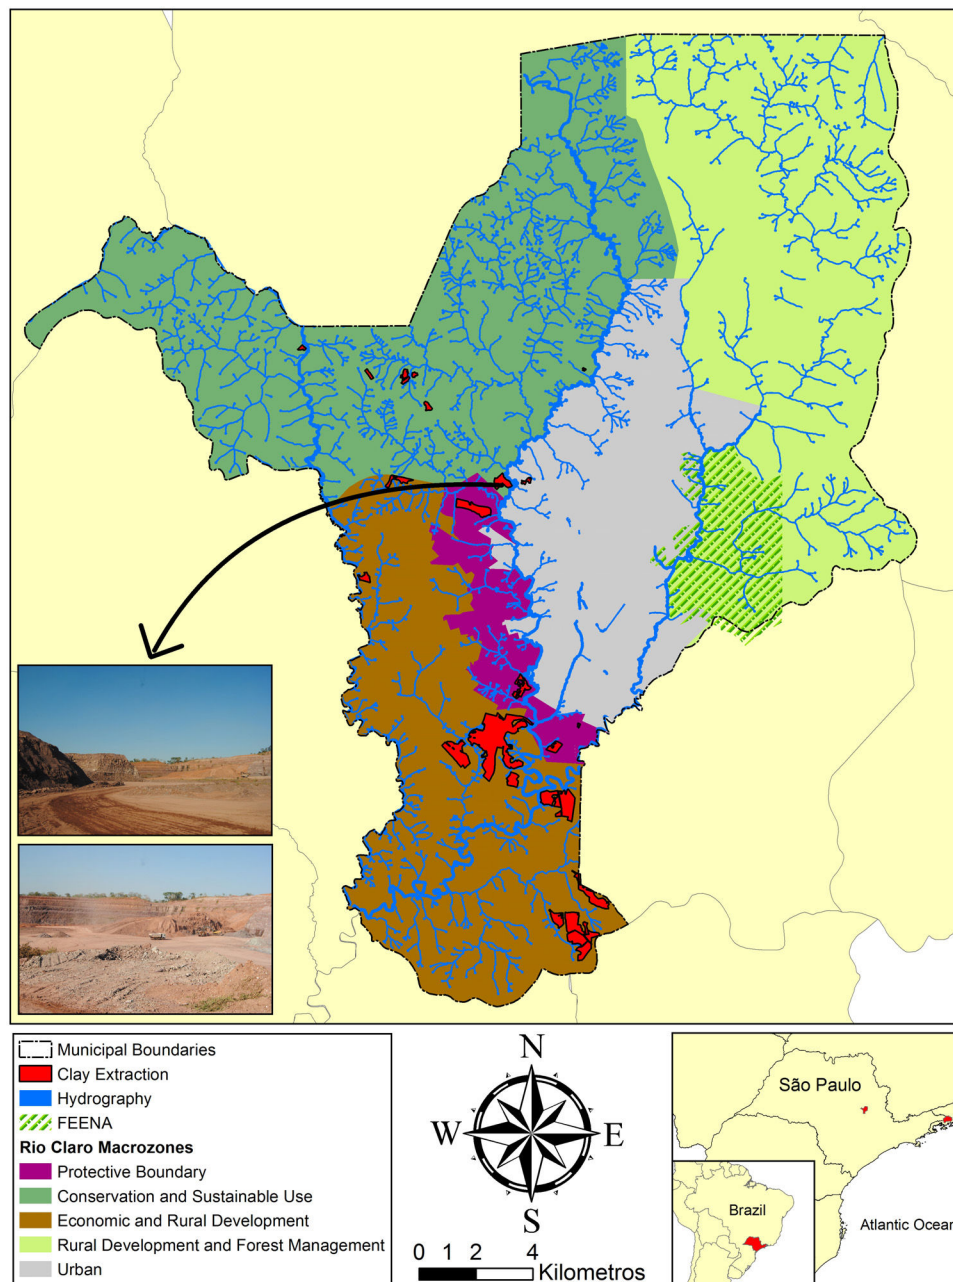 Municipal Boundaries
Clay Extraction
Hydrography
FEENA
Rio Claro Macrozones
Protective Boundary
Conservation and Sustainable Use
Economic and Rural Development
Rural Development and Forest Management
Urban
N
W
E
S
0 1 2 4
Kilometros
São Paulo
Brazil
Atlantic Ocean